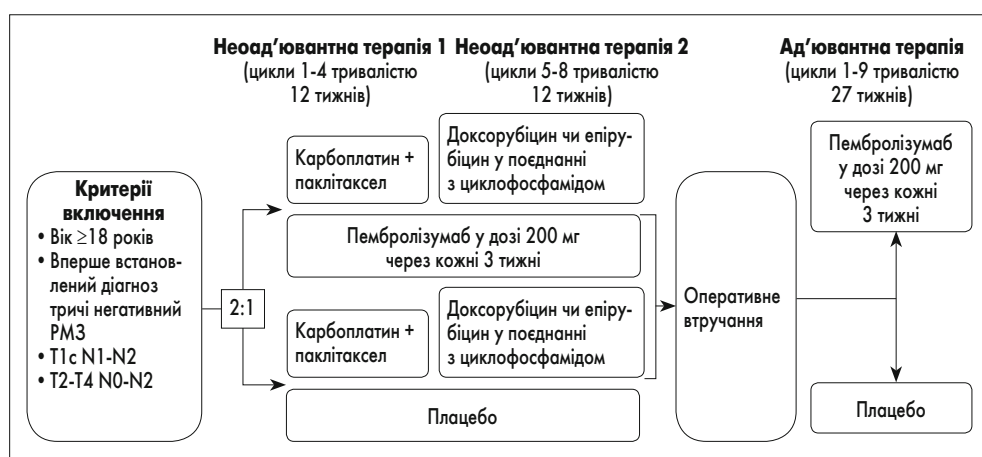 Неоад’ювантна терапія 1
(цикли 1-4 тривалістю
12 тижнів)
Неоад’ювантна терапія 2
(цикли 5-8 тривалістю
12 тижнів)
Ад’ювантна терапія
(цикли 1-9 тривалістю
27 тижнів)
Критерії
включення
• Вік ≥18 років
• Вперше встанов-
лений діагноз
тричі негативний
РМЗ
• T1c N1-N2
• T2-T4 N0-N2
2:1
Карбоплатин +
паклітаксел
Доксорубіцин чи епіру-
біцин у поєднанні
з циклофосфамідом
Пембролізумаб у дозі 200 мг
через кожні 3 тижні
Карбоплатин +
паклітаксел
Доксорубіцин чи епіру-
біцин у поєднанні
з циклофосфамідом
Плацебо
Оперативне
втручання
Пембролізумаб
у дозі 200 мг
через кожні
3 тижні
Плацебо